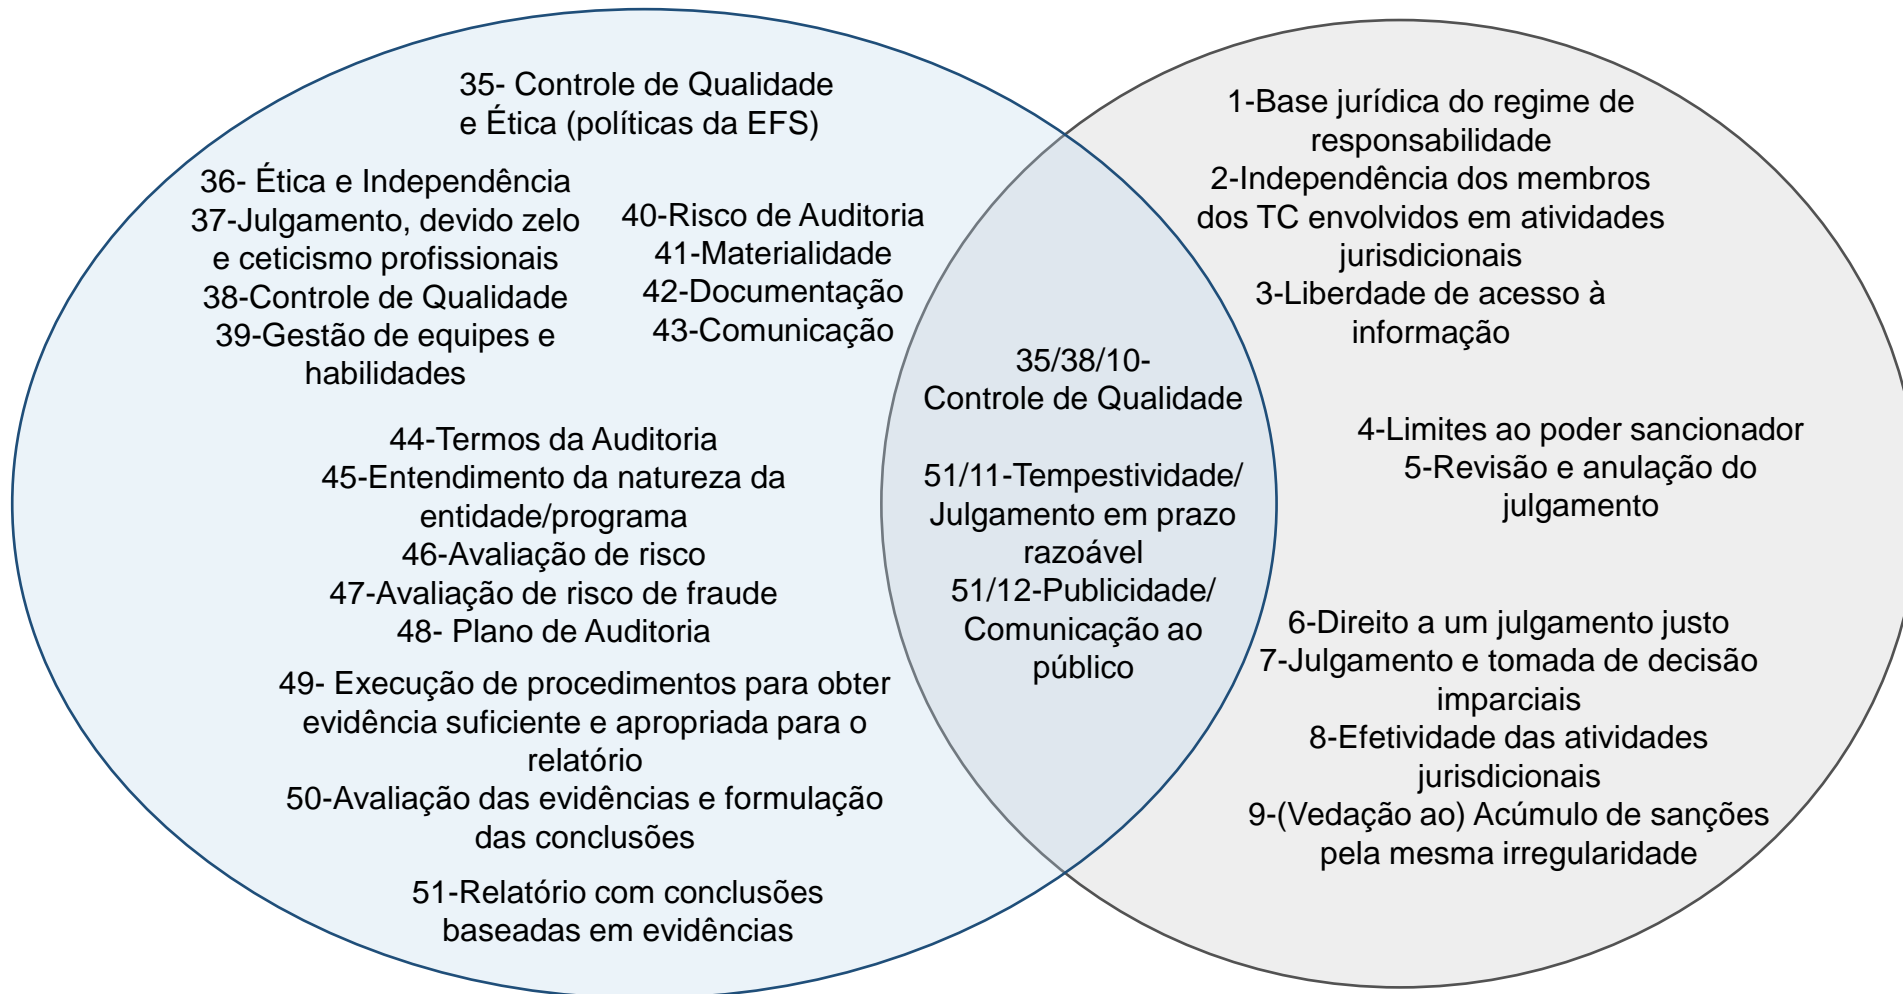 35- Controle de Qualidade
e Ética (políticas da EFS)
36- Ética e Independência
37-Julgamento, devido zelo
e ceticismo profissionais
38-Controle de Qualidade
39-Gestão de equipes e
habilidades
40-Risco de Auditoria
41-Materialidade
42-Documentação
43-Comunicação
44-Termos da Auditoria
45-Entendimento da natureza da
entidade/programa
46-Avaliação de risco
47-Avaliação de risco de fraude
48- Plano de Auditoria
49- Execução de procedimentos para obter
evidência suficiente e apropriada para o
relatório
50-Avaliação das evidências e formulação
das conclusões
51-Relatório com conclusões
baseadas em evidências
35/38/10-
Controle de Qualidade
51/11-Tempestividade/
Julgamento em prazo
razoável
51/12-Publicidade/
Comunicação ao
público
1-Base jurídica do regime de
responsabilidade
2-Independência dos membros
dos TC envolvidos em atividades
jurisdicionais
3-Liberdade de acesso à
informação
4-Limites ao poder sancionador
5-Revisão e anulação do
julgamento
6-Direito a um julgamento justo
7-Julgamento e tomada de decisão
imparciais
8-Efetividade das atividades
jurisdicionais
9-(Vedação ao) Acúmulo de sanções
pela mesma irregularidade